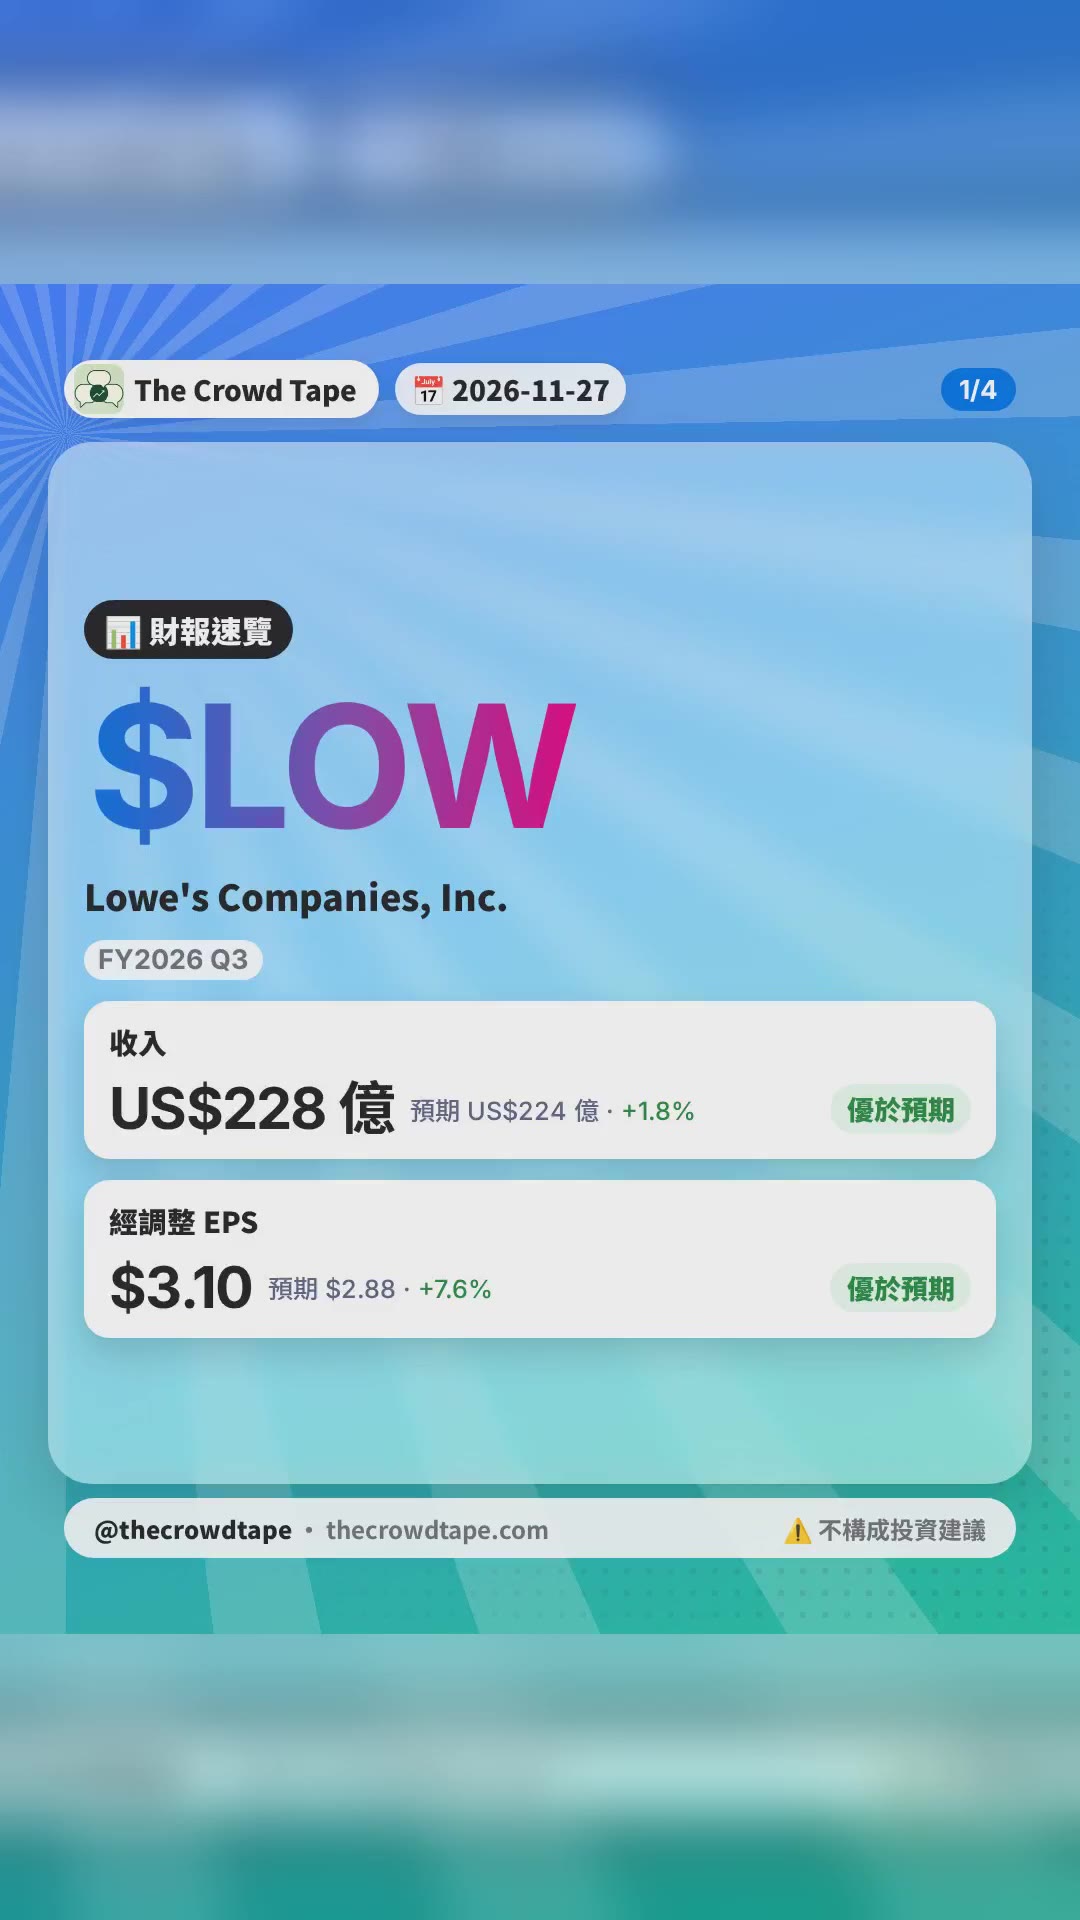 The Crowd Tape
2026-11-27
1/4
財報速覽
$LOW
Lowe's Companies, Inc.
FY2026 Q3
收入
US$228 億 預期 US$224 億 · +1.8% 優於預期
經調整 EPS
$3.10 預期 $2.88 · +7.6% 優於預期
@thecrowdtape • thecrowdtape.com
⚠️ 不構成投資建議